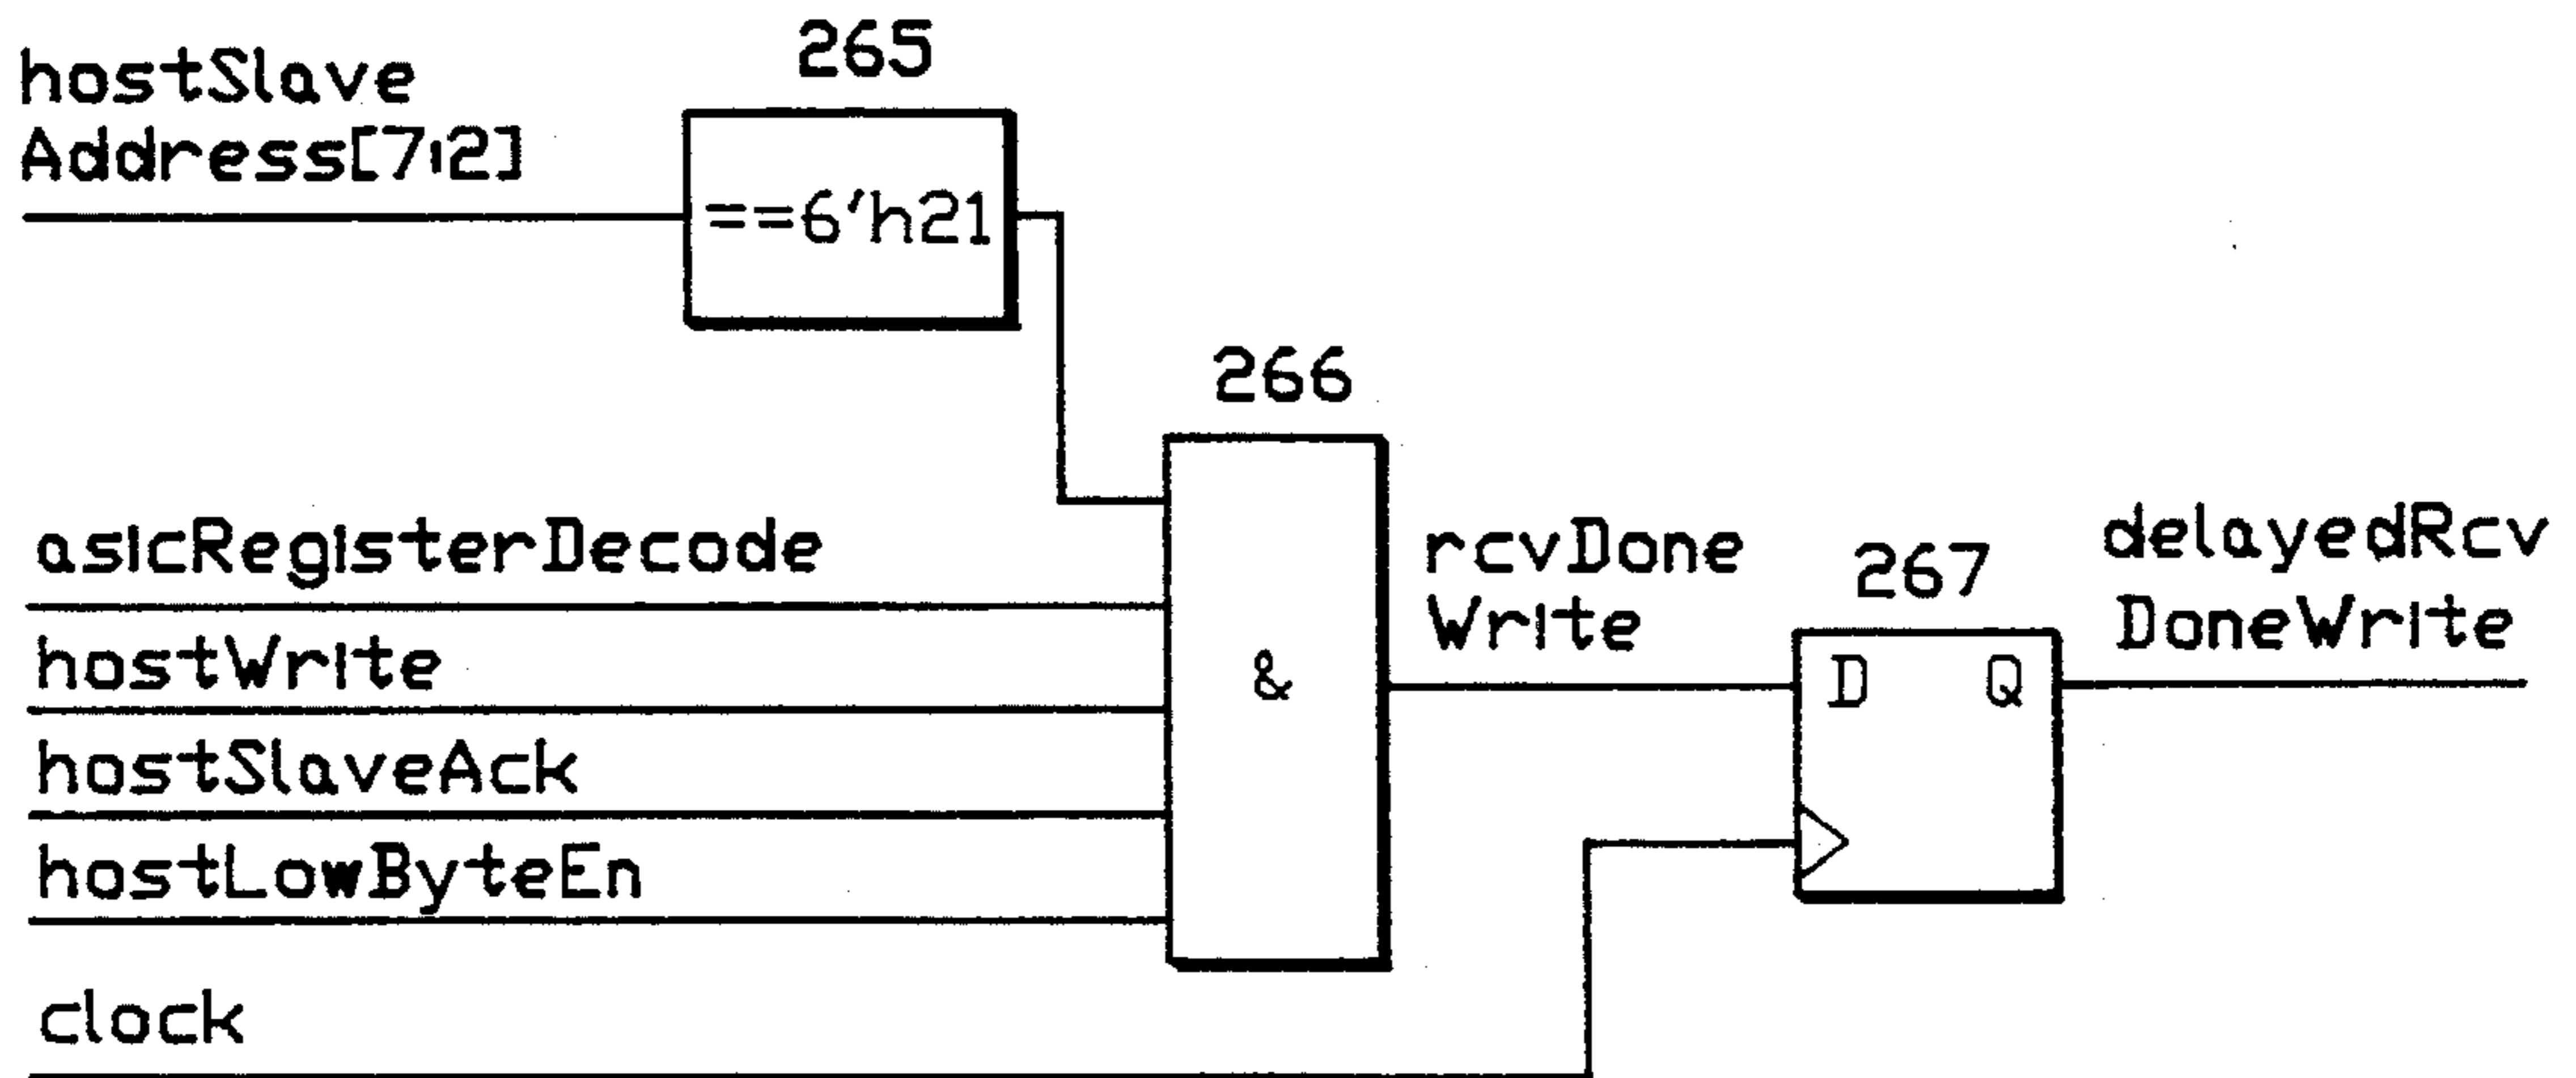 265
hostSlave
Address[7:2]
==6'h21
266
asicRegisterDecode
hostWrite
hostSlaveAck
hostLowByteEn
clock
&
rcvDone
Write
267
D Q
delayedRcv
DoneWrite